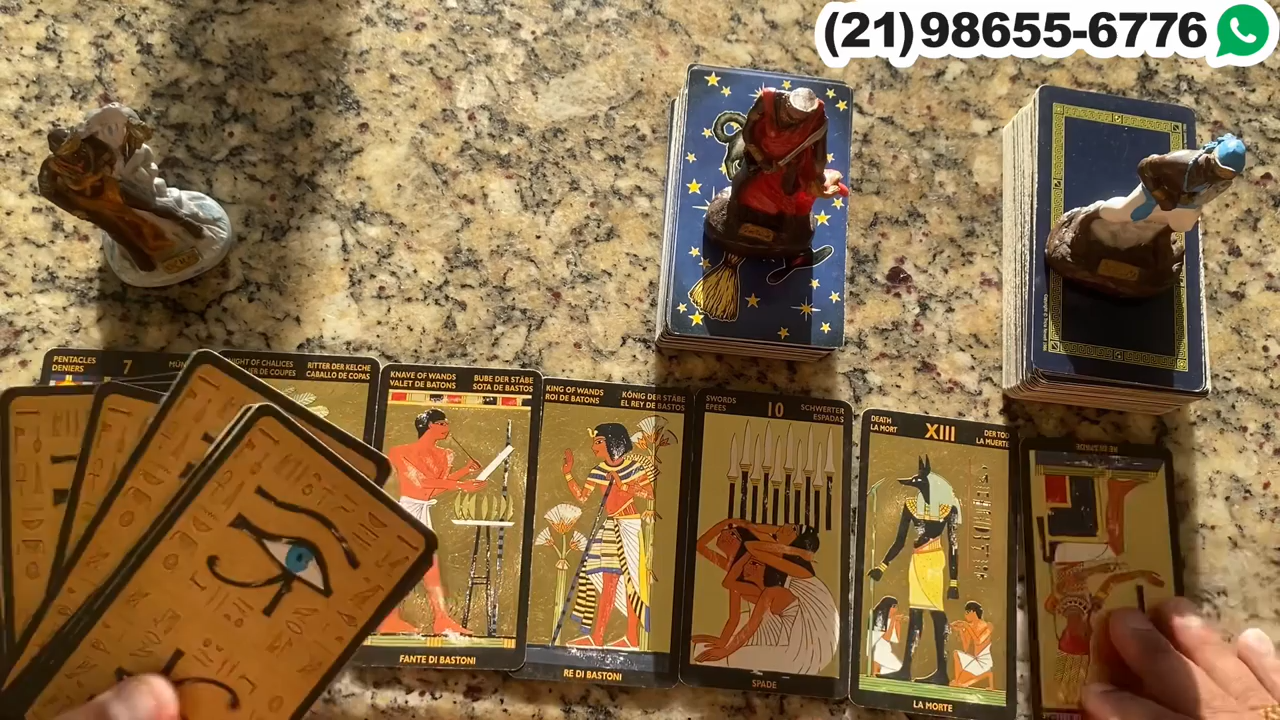 (21)98655-6776
PENTACLES
DENIERS
7
KNIGHT OF CHALICES
RITTER DER KELCHE
CABALLO DE COPAS
KNAVE OF WANDS
VALET DE BATONS
BUBE DER STÄBE
SOTA DE BASTOS
FANTE DI BASTONI
KING OF WANDS
ROI DE BATONS
KÖNIG DER STÄBE
EL REY DE BASTOS
RE DI BASTONI
SWORDS
EPEES
10
SCHWERTER
ESPADAS
SPADE
DEATH
LA MORT
XIII
DER TOD
LA MUERTE
LA MORTE
RE DI SPADE